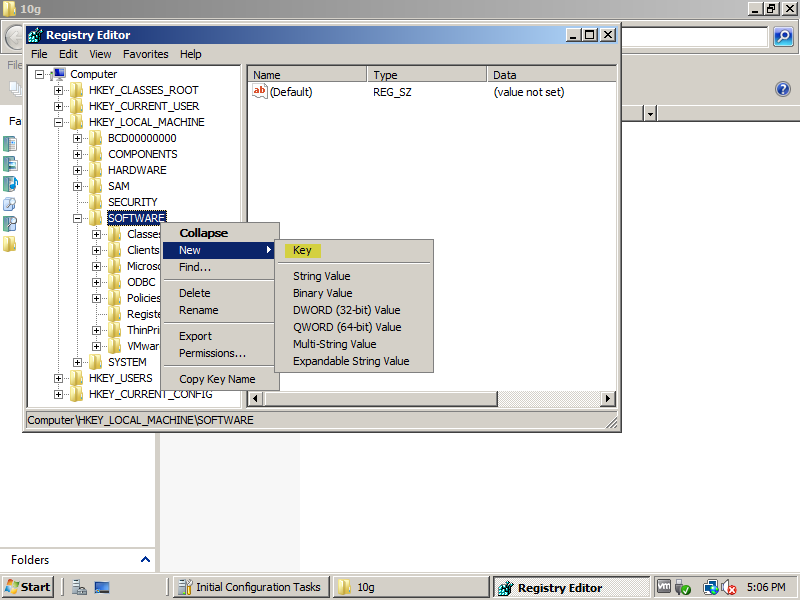 10g
Registry Editor
File Edit View Favorites Help
Computer
HKEY_CLASSES_ROOT
HKEY_CURRENT_USER
HKEY_LOCAL_MACHINE
BCD00000000
COMPONENTS
HARDWARE
SAM
SECURITY
SOFTWARE
Classes
Clients
Microso
ODBC
Policies
Registe
ThinPri
VMwar
SYSTEM
HKEY_USERS
HKEY_CURRENT_CONFIG
Name Type Data
ab (Default) REG_SZ (value not set)
Collapse
New
Find...
Delete
Rename
Export
Permissions...
Copy Key Name
Key
String Value
Binary Value
DWORD (32-bit) Value
QWORD (64-bit) Value
Multi-String Value
Expandable String Value
Computer\HKEY_LOCAL_MACHINE\SOFTWARE
File
Fa
Folders
Start Initial Configuration Tasks 10g Registry Editor vm 5:06 PM